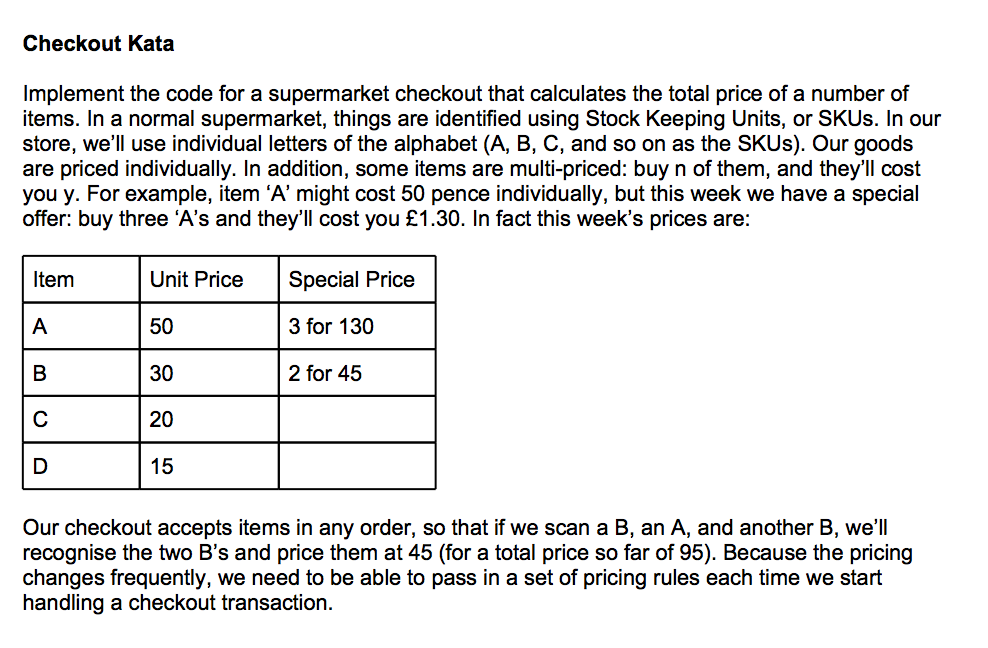 Checkout Kata
Implement the code for a supermarket checkout that calculates the total price of a number of
items. In a normal supermarket, things are identified using Stock Keeping Units, or SKUs. In our
store, we’ll use individual letters of the alphabet (A, B, C, and so on as the SKUs). Our goods
are priced individually. In addition, some items are multi-priced: buy n of them, and they’ll cost
you y. For example, item ‘A’ might cost 50 pence individually, but this week we have a special
offer: buy three ‘A’s and they’ll cost you £1.30. In fact this week’s prices are:
Item Unit Price Special Price
A 50 3 for 130
B 30 2 for 45
C 20
D 15
Our checkout accepts items in any order, so that if we scan a B, an A, and another B, we’ll
recognise the two B’s and price them at 45 (for a total price so far of 95). Because the pricing
changes frequently, we need to be able to pass in a set of pricing rules each time we start
handling a checkout transaction.